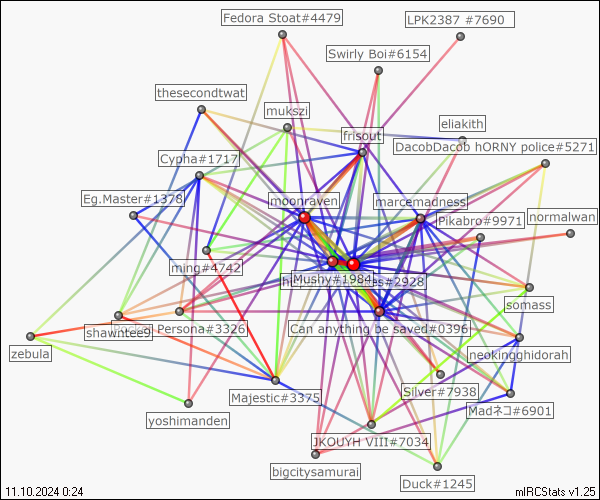 Fedora Stoat#4479
LPK2387 #7690
Swirly Boi#6154
thesecondtwat
mukszi
eliakith
frisout
DacobDacob hORNY police#5271
Cypha#1717
Eg.Master#1378
moonraven
marcemadness
Pikabro#9971
normalwan
ming#4742
Mushy#1984
#2928
somass
shawntee9
Persona#3326
Can anything be saved#0396
zebula
neokingghidorah
Majestic#3375
Silver#7938
yoshimanden
Madネコ#6901
JKOUYH VIII#7034
bigcitysamurai
Duck#1245
11.10.2024 0:24
mIRCStats v1.25